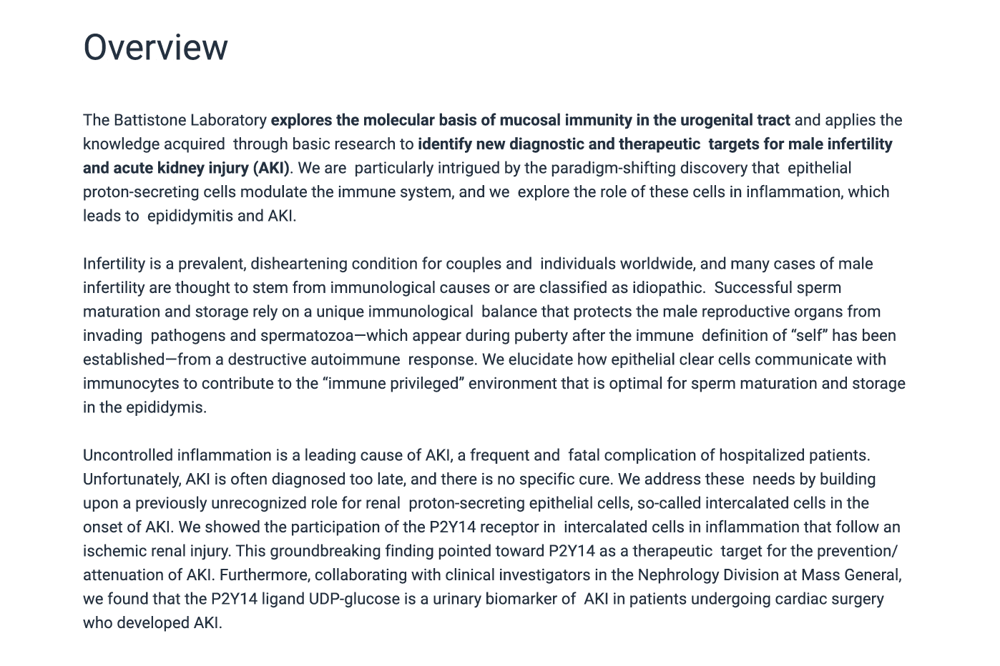 Overview
The Battistone Laboratory explores the molecular basis of mucosal immunity in the urogenital tract and applies the
knowledge acquired  through basic research to identify new diagnostic and therapeutic  targets for male infertility
and acute kidney injury (AKI). We are  particularly intrigued by the paradigm-shifting discovery that  epithelial
proton-secreting cells modulate the immune system, and we  explore the role of these cells in inflammation, which
leads to  epididymitis and AKI.
Infertility is a prevalent, disheartening condition for couples and  individuals worldwide, and many cases of male
infertility are thought to stem from immunological causes or are classified as idiopathic.  Successful sperm
maturation and storage rely on a unique immunological  balance that protects the male reproductive organs from
invading  pathogens and spermatozoa—which appear during puberty after the immune  definition of “self” has been
established—from a destructive autoimmune  response. We elucidate how epithelial clear cells communicate with
immunocytes to contribute to the “immune privileged” environment that is optimal for sperm maturation and storage
in the epididymis.
Uncontrolled inflammation is a leading cause of AKI, a frequent and  fatal complication of hospitalized patients.
Unfortunately, AKI is often diagnosed too late, and there is no specific cure. We address these  needs by building
upon a previously unrecognized role for renal  proton-secreting epithelial cells, so-called intercalated cells in the
onset of AKI. We showed the participation of the P2Y14 receptor in  intercalated cells in inflammation that follow an
ischemic renal injury. This groundbreaking finding pointed toward P2Y14 as a therapeutic  target for the prevention/
attenuation of AKI. Furthermore, collaborating with clinical investigators in the Nephrology Division at Mass General,
we found that the P2Y14 ligand UDP-glucose is a urinary biomarker of  AKI in patients undergoing cardiac surgery
who developed AKI.